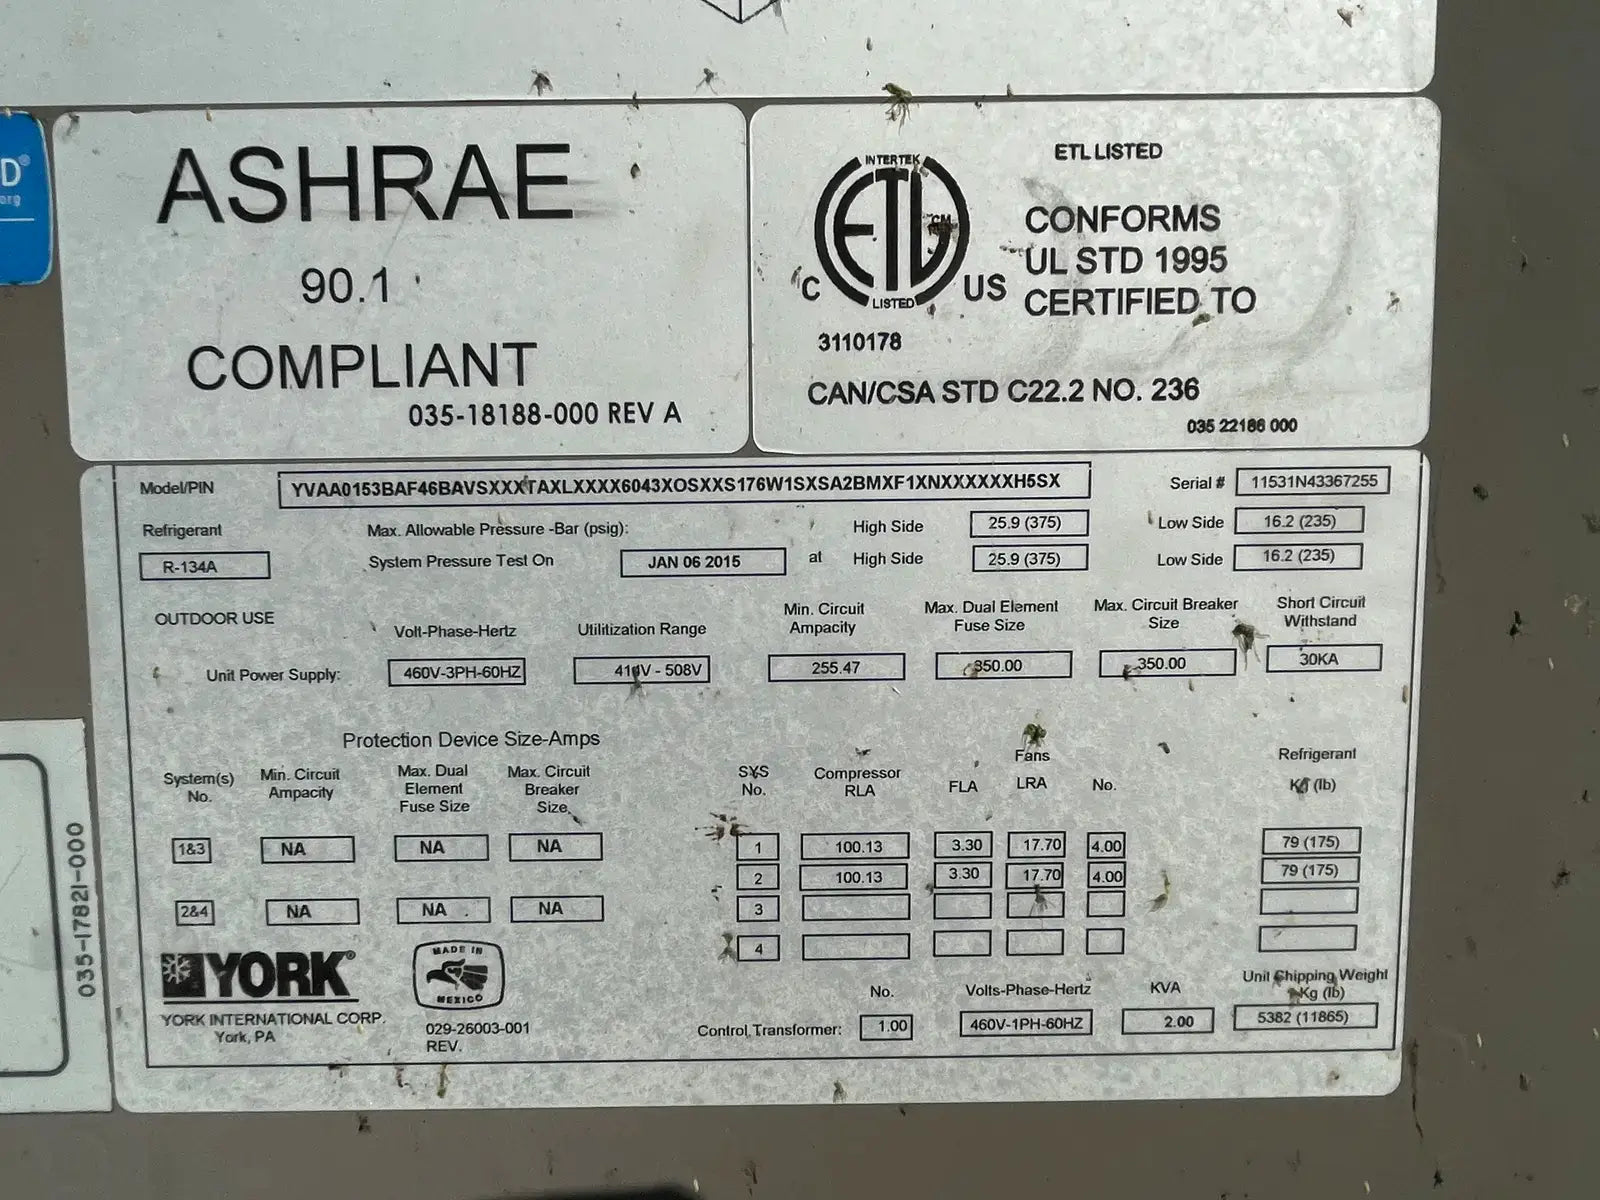 D®
org
ASHRAE
90.1
COMPLIANT
035-18188-000 REV A
INTERTEK
ETL
CM
LISTED
C
US
3110178
ETL LISTED
CONFORMS
UL STD 1995
CERTIFIED TO
CAN/CSA STD C22.2 NO. 236
035 22186 000
Model/PIN YVAA0153BAF46BAVSXXXTAXLXXXX6043XOSXXS176W1SXSA2BMXF1XNXXXXXXH5SX Serial # 11531N43367255
Refrigerant Max. Allowable Pressure -Bar (psig): High Side 25.9 (375) Low Side 16.2 (235)
R-134A System Pressure Test On JAN 06 2015 at High Side 25.9 (375) Low Side 16.2 (235)
OUTDOOR USE Volt-Phase-Hertz Utilitization Range Min. Circuit Ampacity Max. Dual Element Fuse Size Max. Circuit Breaker Size Short Circuit Withstand
Unit Power Supply: 460V-3PH-60HZ 414V - 508V 255.47 350.00 350.00 30KA
Protection Device Size-Amps
System(s) No. Min. Circuit Ampacity Max. Dual Element Fuse Size Max. Circuit Breaker Size
1&3 NA NA NA
2&4 NA NA NA
Fans
SYS No. Compressor RLA FLA LRA No. Refrigerant Kg (lb)
1 100.13 3.30 17.70 4.00 79 (175)
2 100.13 3.30 17.70 4.00 79 (175)
3
4
YORK®
YORK INTERNATIONAL CORP.
York, PA
MADE IN
MEXICO
029-26003-001
REV.
No. Volts-Phase-Hertz KVA Unit Shipping Weight Kg (lb)
Control Transformer: 1.00 460V-1PH-60HZ 2.00 5382 (11865)
035-17821-000